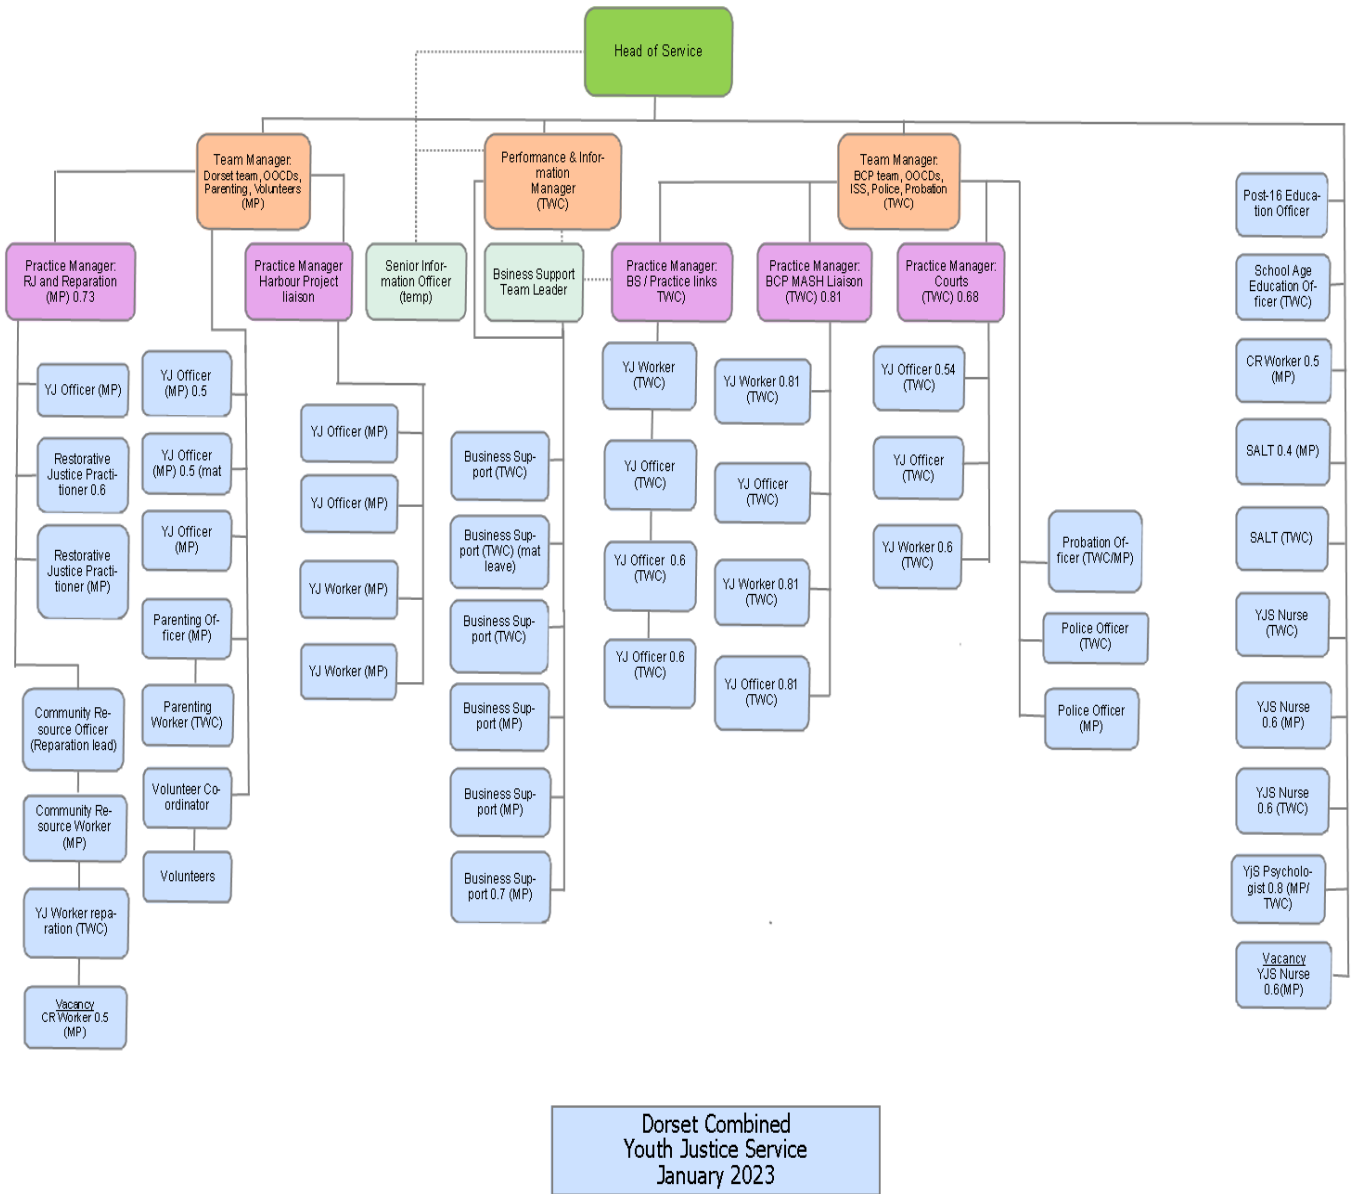 Head of Service
Team Manager:
Dorset team, OOCDs,
Parenting, Volunteers
(MP)
Performance & Infor-
mation
Manager
(TWC)
Team Manager:
BCP team, OOCDs,
ISS, Police, Probation
(TWC)
Practice Manager:
RJ and Reparation
(MP) 0.73
Practice Manager
Harbour Project
liaison
Senior Infor-
mation Officer
(temp)
Bsiness Support
Team Leader
Practice Manager:
BS / Practice links
TWC)
Practice Manager:
BCP MASH Liaison
(TWC) 0.81
Practice Manager:
Courts
(TWC) 0.68
YJ Officer (MP)
Restorative
Justice Practi-
tioner 0.6
Restorative
Justice Practi-
tioner (MP)
Community Re-
source Officer
(Reparation lead)
Community Re-
source Worker
(MP)
YJ Worker repa-
ration (TWC)
Vacancy
CR Worker 0.5
(MP)
YJ Officer
(MP) 0.5
YJ Officer
(MP) 0.5 (mat
YJ Officer
(MP)
Parenting Of-
ficer (MP)
Parenting
Worker (TWC)
Volunteer Co-
ordinator
Volunteers
YJ Officer (MP)
YJ Officer (MP)
YJ Worker (MP)
YJ Worker (MP)
Business Sup-
port (TWC)
Business Sup-
port (TWC) (mat
leave)
Business Sup-
port (TWC)
Business Sup-
port (MP)
Business Sup-
port (MP)
Business Sup-
port 0.7 (MP)
YJ Worker
(TWC)
YJ Officer
(TWC)
YJ Officer 0.6
(TWC)
YJ Officer 0.6
(TWC)
YJ Worker 0.81
(TWC)
YJ Officer
(TWC)
YJ Worker 0.81
(TWC)
YJ Officer 0.81
(TWC)
YJ Officer 0.54
(TWC)
YJ Officer
(TWC)
YJ Worker 0.6
(TWC)
Probation Of-
ficer (TWC/MP)
Police Officer
(TWC)
Police Officer
(MP)
Post-16 Educa-
tion Officer
School Age
Education Of-
ficer (TWC)
CR Worker 0.5
(MP)
SALT 0.4 (MP)
SALT (TWC)
YJS Nurse
(TWC)
YJS Nurse
0.6 (MP)
YJS Nurse
0.6 (TWC)
YjS Psycholo-
gist 0.8 (MP/
TWC)
Vacancy
YJS Nurse
0.6(MP)
Dorset Combined
Youth Justice Service
January 2023